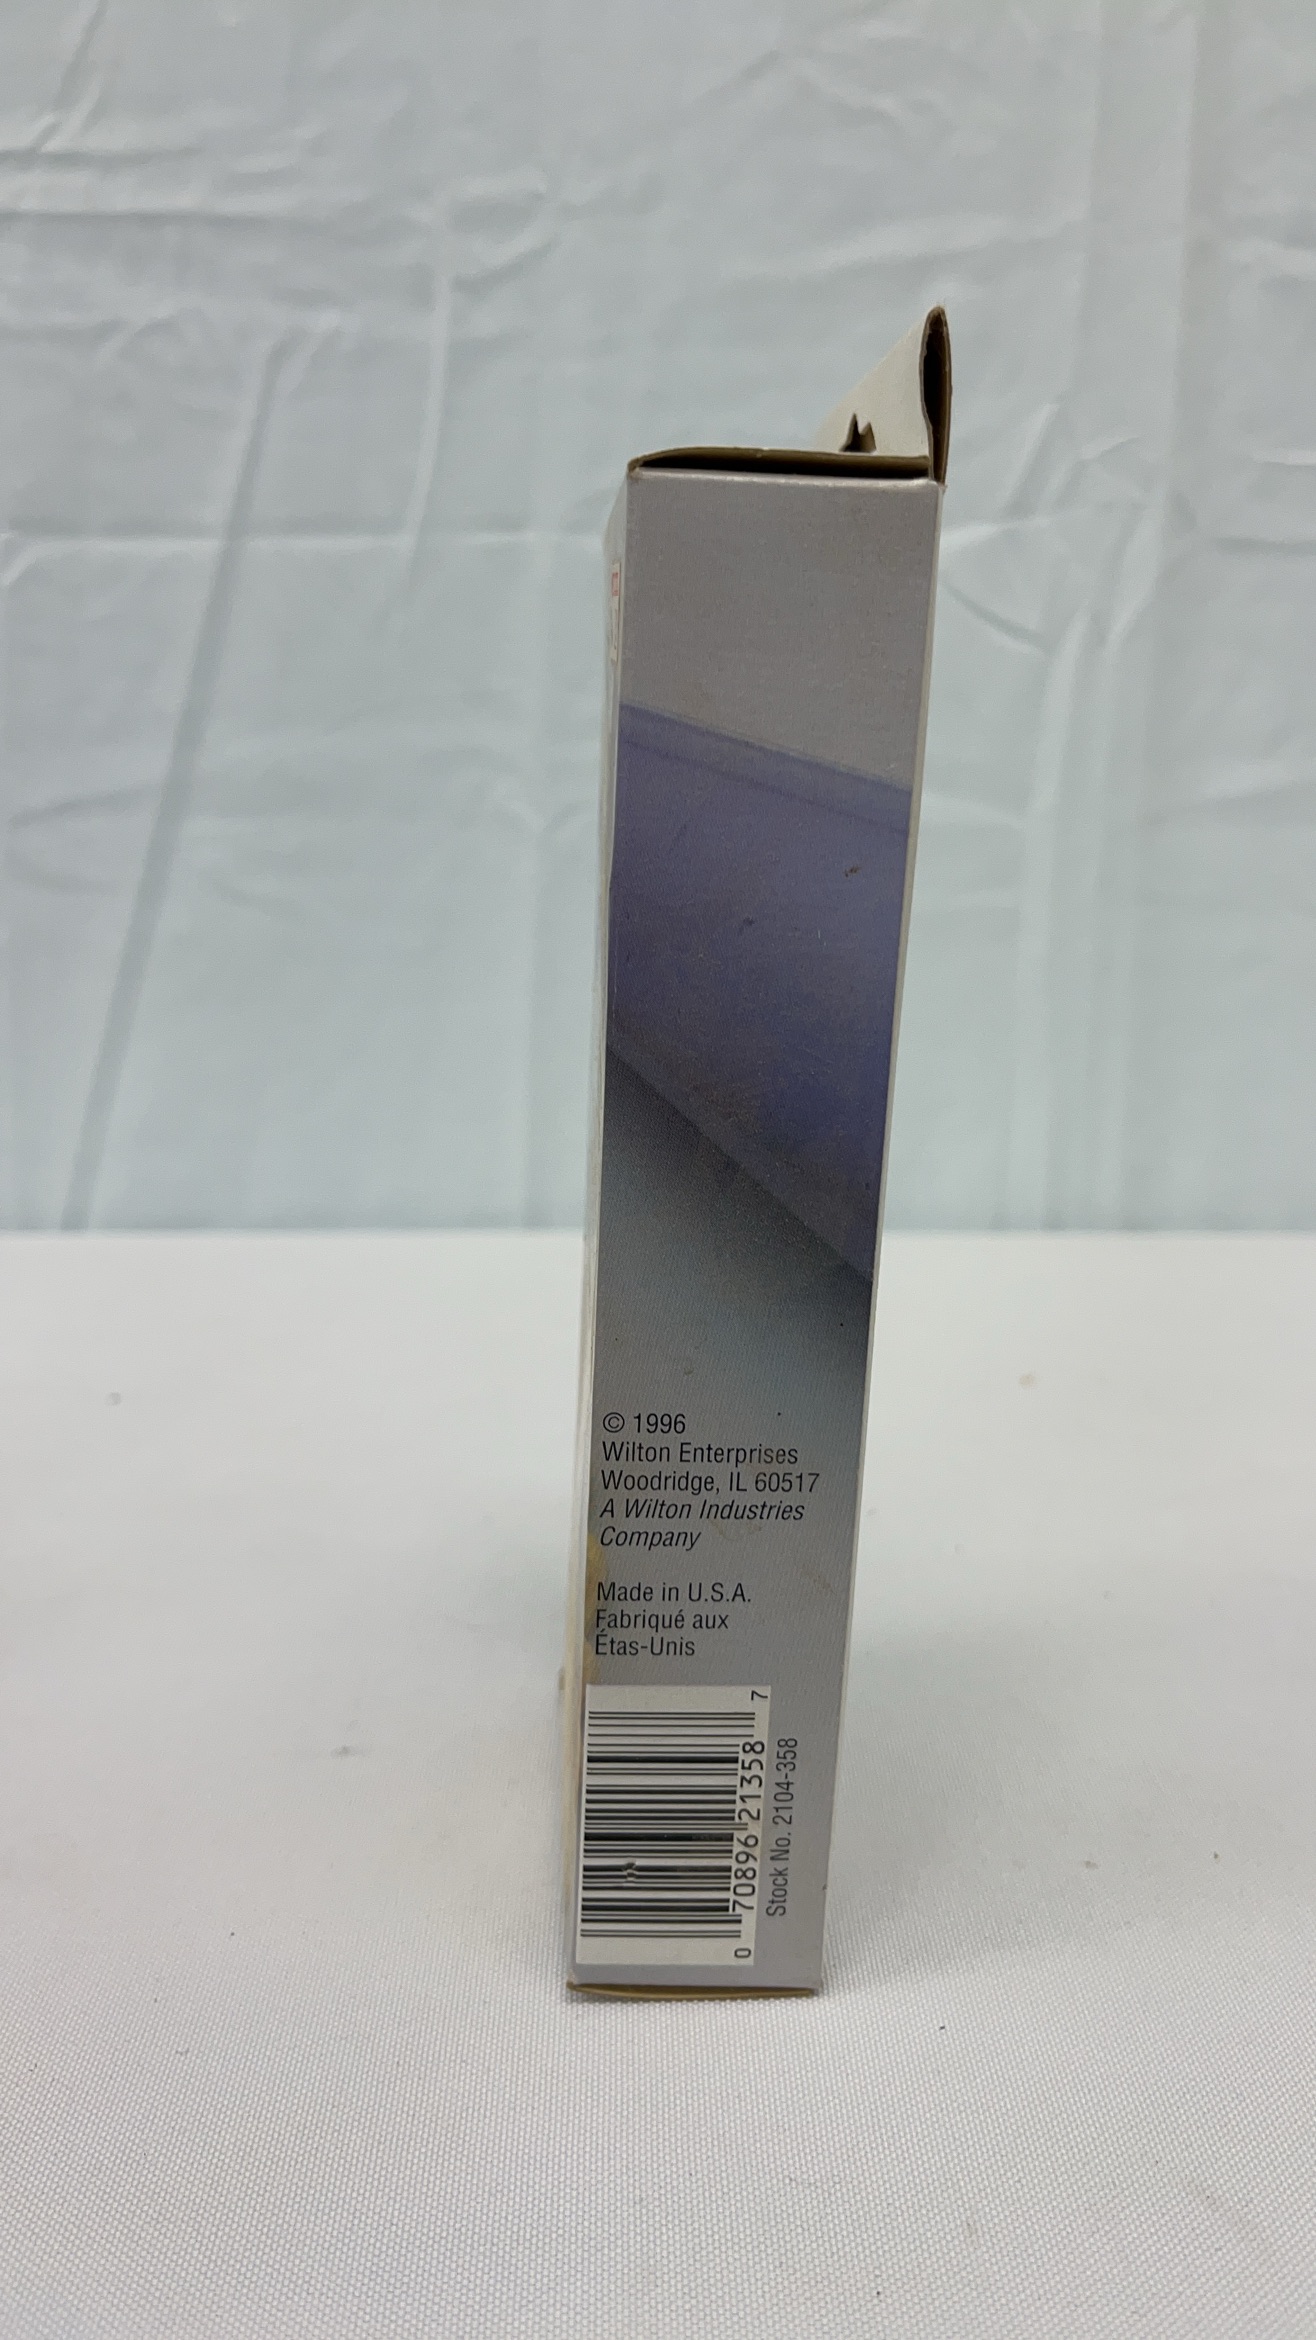 © 1996
Wilton Enterprises
Woodridge, IL 60517
A Wilton Industries
Company
Made in U.S.A.
Fabriqué aux
Étas-Unis
0 70896 21358 7
Stock No. 2104-358